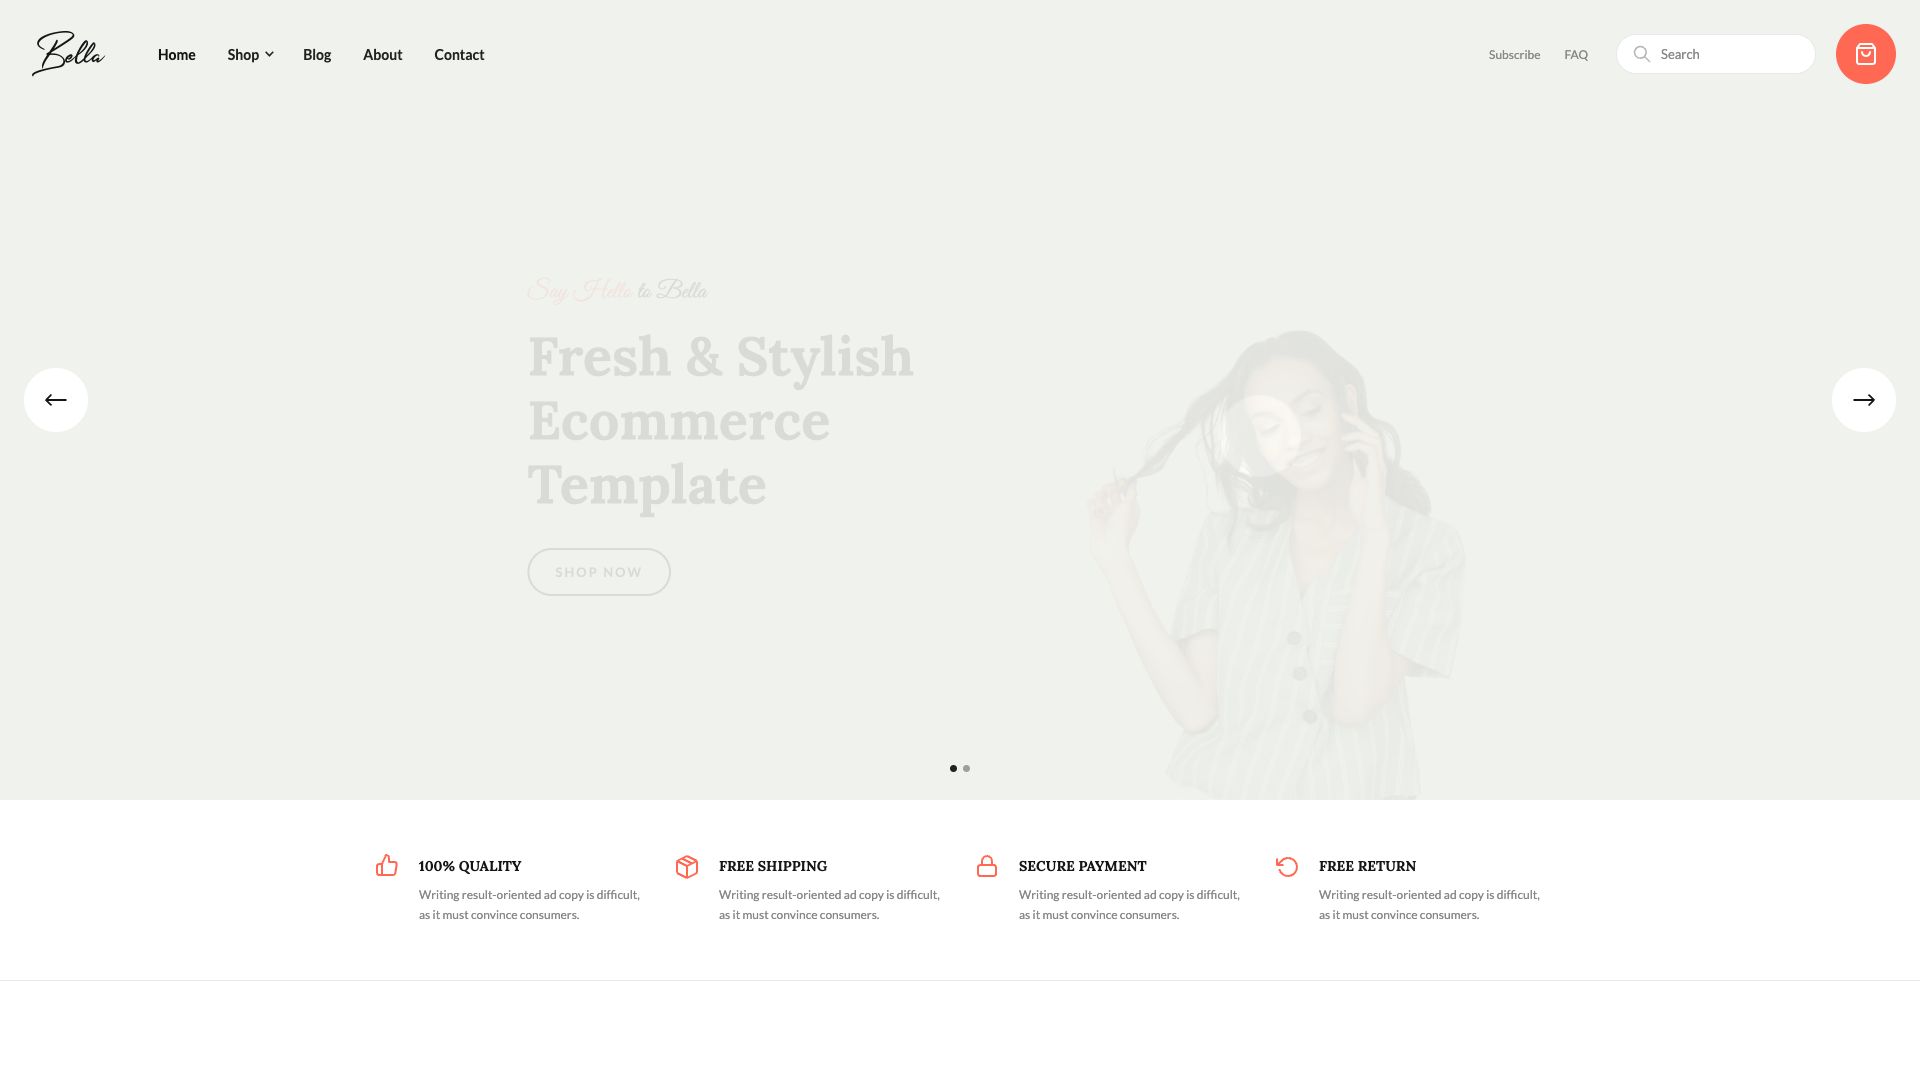 Bella
Home
Shop
Blog
About
Contact
Subscribe
FAQ
Search
Say Hello to Bella
Fresh & Stylish
Ecommerce
Template
SHOP NOW
100% QUALITY
Writing result-oriented ad copy is difficult,
as it must convince consumers.
FREE SHIPPING
Writing result-oriented ad copy is difficult,
as it must convince consumers.
SECURE PAYMENT
Writing result-oriented ad copy is difficult,
as it must convince consumers.
FREE RETURN
Writing result-oriented ad copy is difficult,
as it must convince consumers.